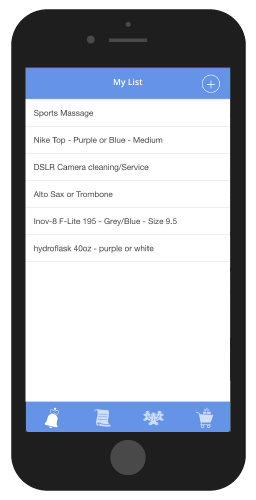 My List
Sports Massage
Nike Top - Purple or Blue - Medium
DSLR Camera cleaning/Service
Alto Sax or Trombone
Inov-8 F-Lite 195 - Grey/Blue - Size 9.5
hydroflask 40oz - purple or white